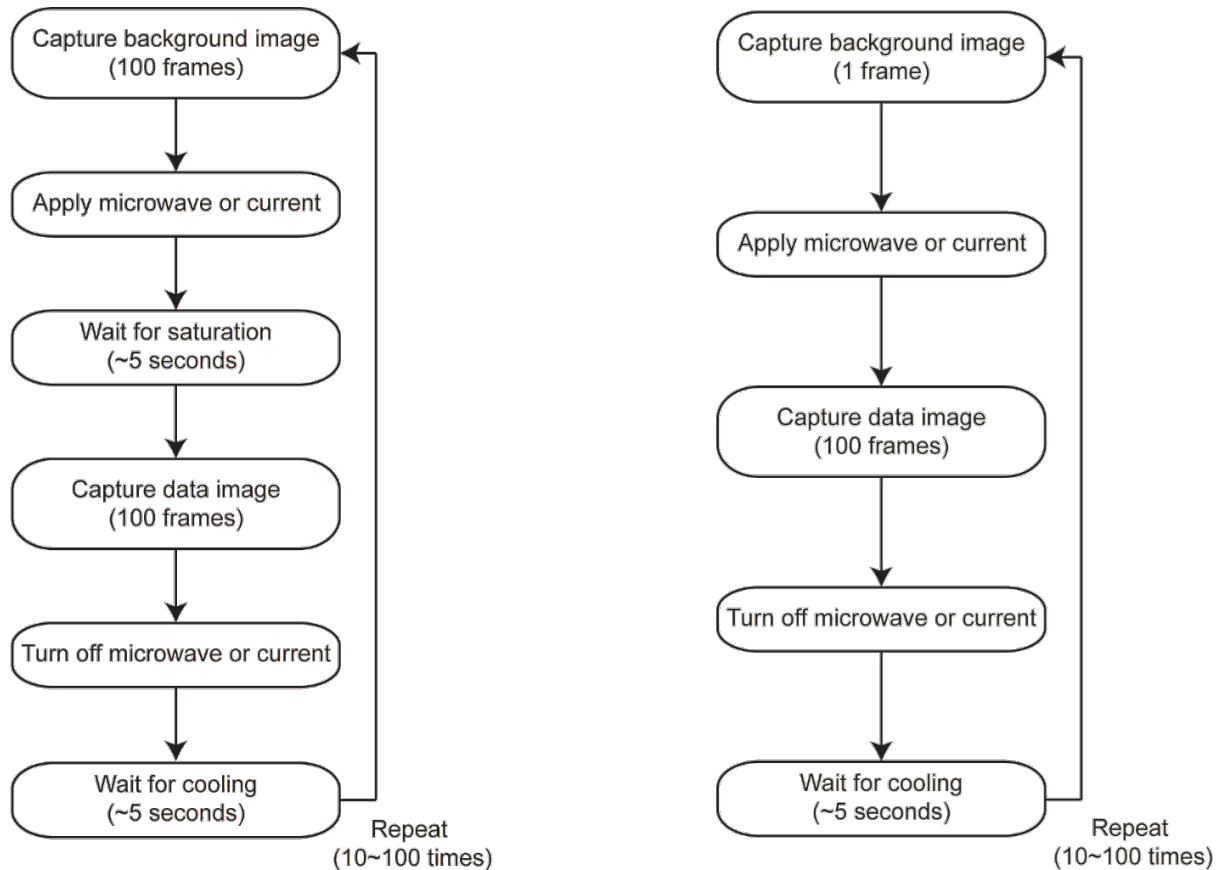 Capture background image
(100 frames)
Apply microwave or current
Wait for saturation
(~5 seconds)
Capture data image
(100 frames)
Turn off microwave or current
Wait for cooling
(~5 seconds)
Repeat
(10~100 times)
Capture background image
(1 frame)
Apply microwave or current
Capture data image
(100 frames)
Turn off microwave or current
Wait for cooling
(~5 seconds)
Repeat
(10~100 times)